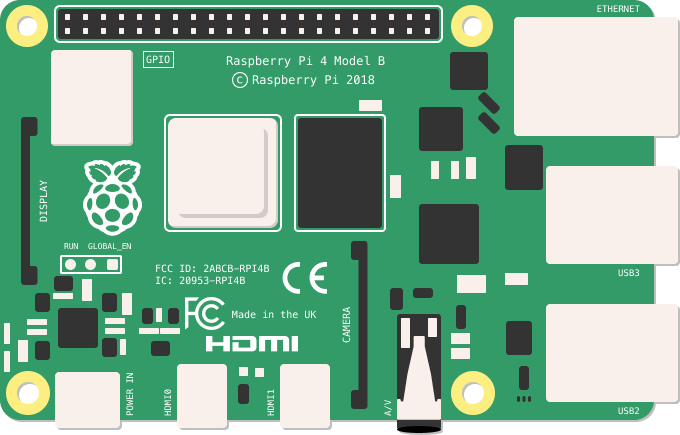 ETHERNET
GPIO
Raspberry Pi 4 Model B
© Raspberry Pi 2018
DISPLAY
RUN GLOBAL_EN
FCC ID: 2ABCB-RPI4B
IC: 20953-RPI4B
CE
USB3
FC Made in the UK
HDMI
CAMERA
POWER IN
HDMI0
HDMI1
A/V
USB2